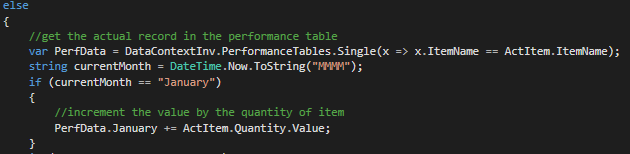 else
{
//get the actual record in the performance table
var PerfData = DataContextInv.PerformanceTables.Single(x => x.ItemName == ActItem.ItemName);
string currentMonth = DateTime.Now.ToString("MMMM");
if (currentMonth == "January")
{
//increment the value by the quantity of item
PerfData.January += ActItem.Quantity.Value;
}